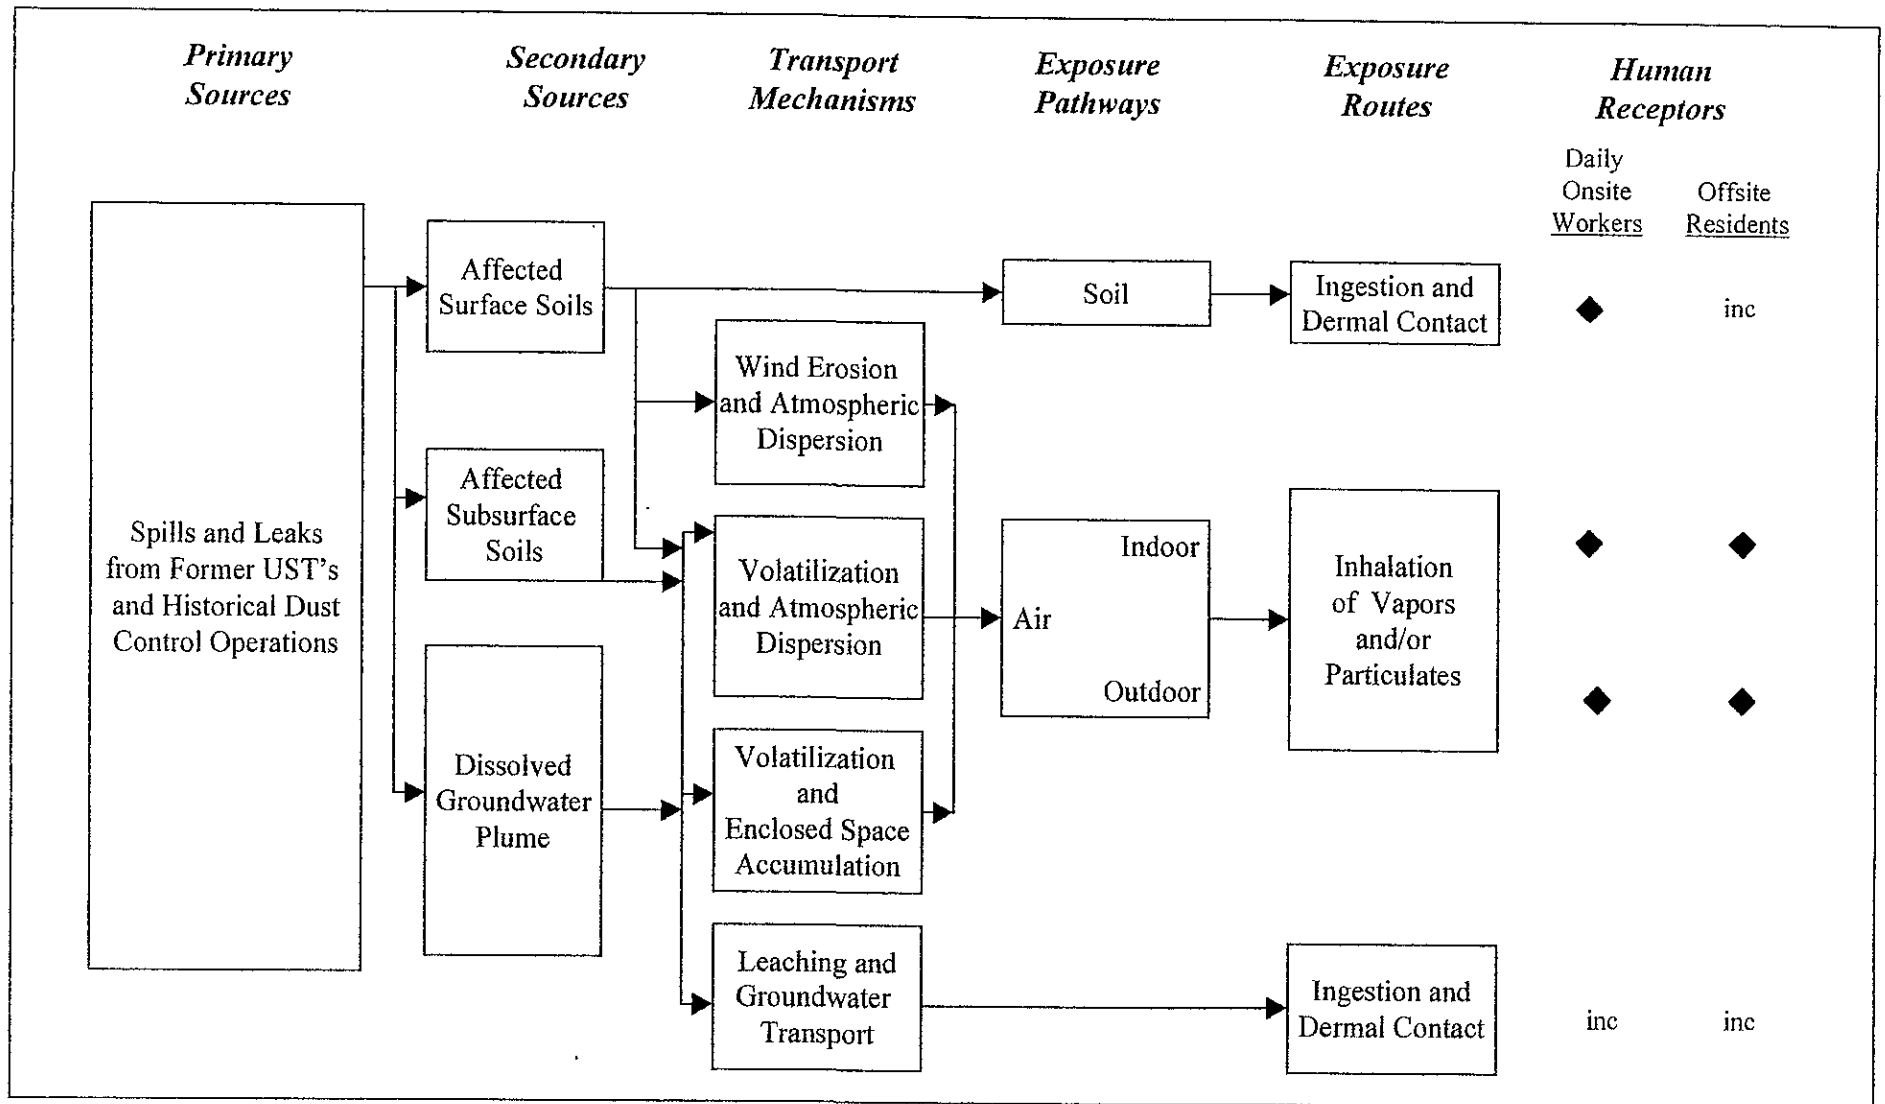 Primary
Sources
Secondary
Sources
Transport
Mechanisms
Exposure
Pathways
Exposure
Routes
Human
Receptors
Daily
Onsite
Workers
Offsite
Residents
Spills and Leaks
from Former UST's
and Historical Dust
Control Operations
Affected
Surface Soils
Affected
Subsurface
Soils
Dissolved
Groundwater
Plume
Wind Erosion
and Atmospheric
Dispersion
Volatilization
and Atmospheric
Dispersion
Volatilization
and
Enclosed Space
Accumulation
Leaching and
Groundwater
Transport
Soil
Indoor
Air
Outdoor
Ingestion and
Dermal Contact
Inhalation
of Vapors
and/or
Particulates
Ingestion and
Dermal Contact
inc
inc
inc